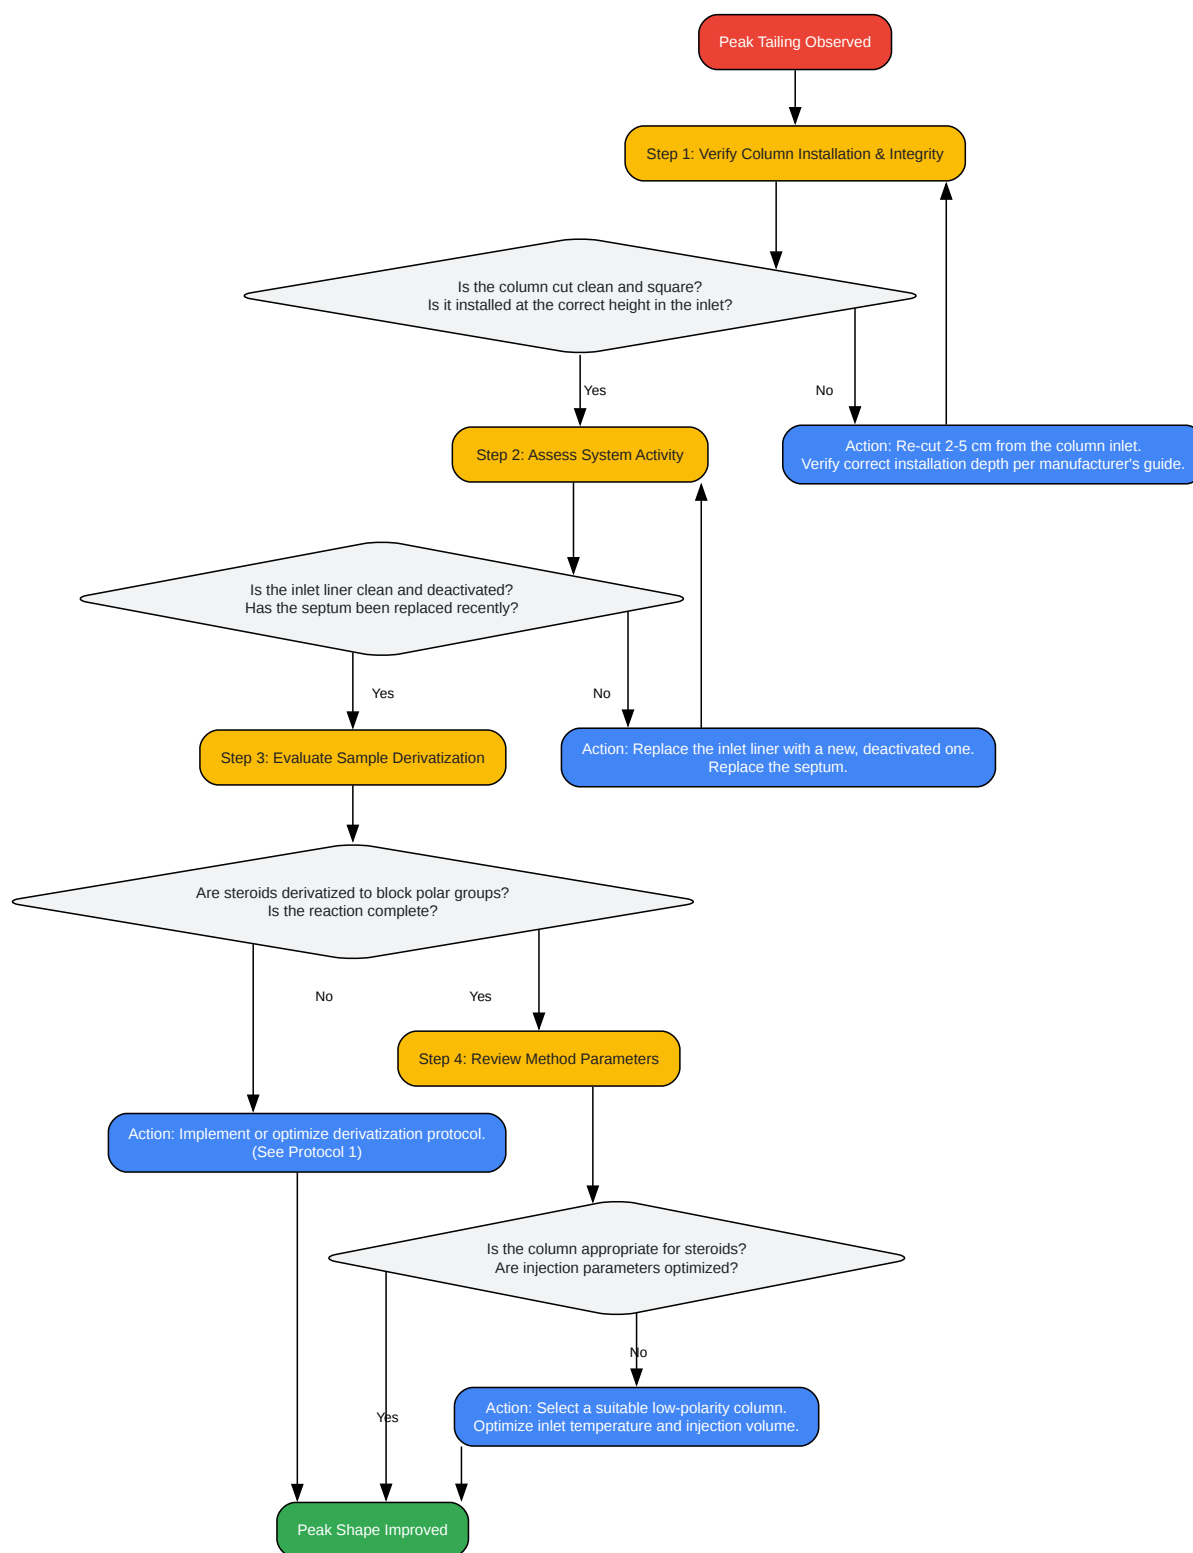 Peak Tailing Observed
Step 1: Verify Column Installation & Integrity
Is the column cut clean and square?
Is it installed at the correct height in the inlet?
Yes
No
Action: Re-cut 2-5 cm from the column inlet.
Verify correct installation depth per manufacturer's guide.
Step 2: Assess System Activity
Is the inlet liner clean and deactivated?
Has the septum been replaced recently?
Yes
No
Step 3: Evaluate Sample Derivatization
Action: Replace the inlet liner with a new, deactivated one.
Replace the septum.
Are steroids derivatized to block polar groups?
Is the reaction complete?
No
Yes
Step 4: Review Method Parameters
Action: Implement or optimize derivatization protocol.
(See Protocol 1)
Is the column appropriate for steroids?
Are injection parameters optimized?
No
Yes
Action: Select a suitable low-polarity column.
Optimize inlet temperature and injection volume.
Peak Shape Improved